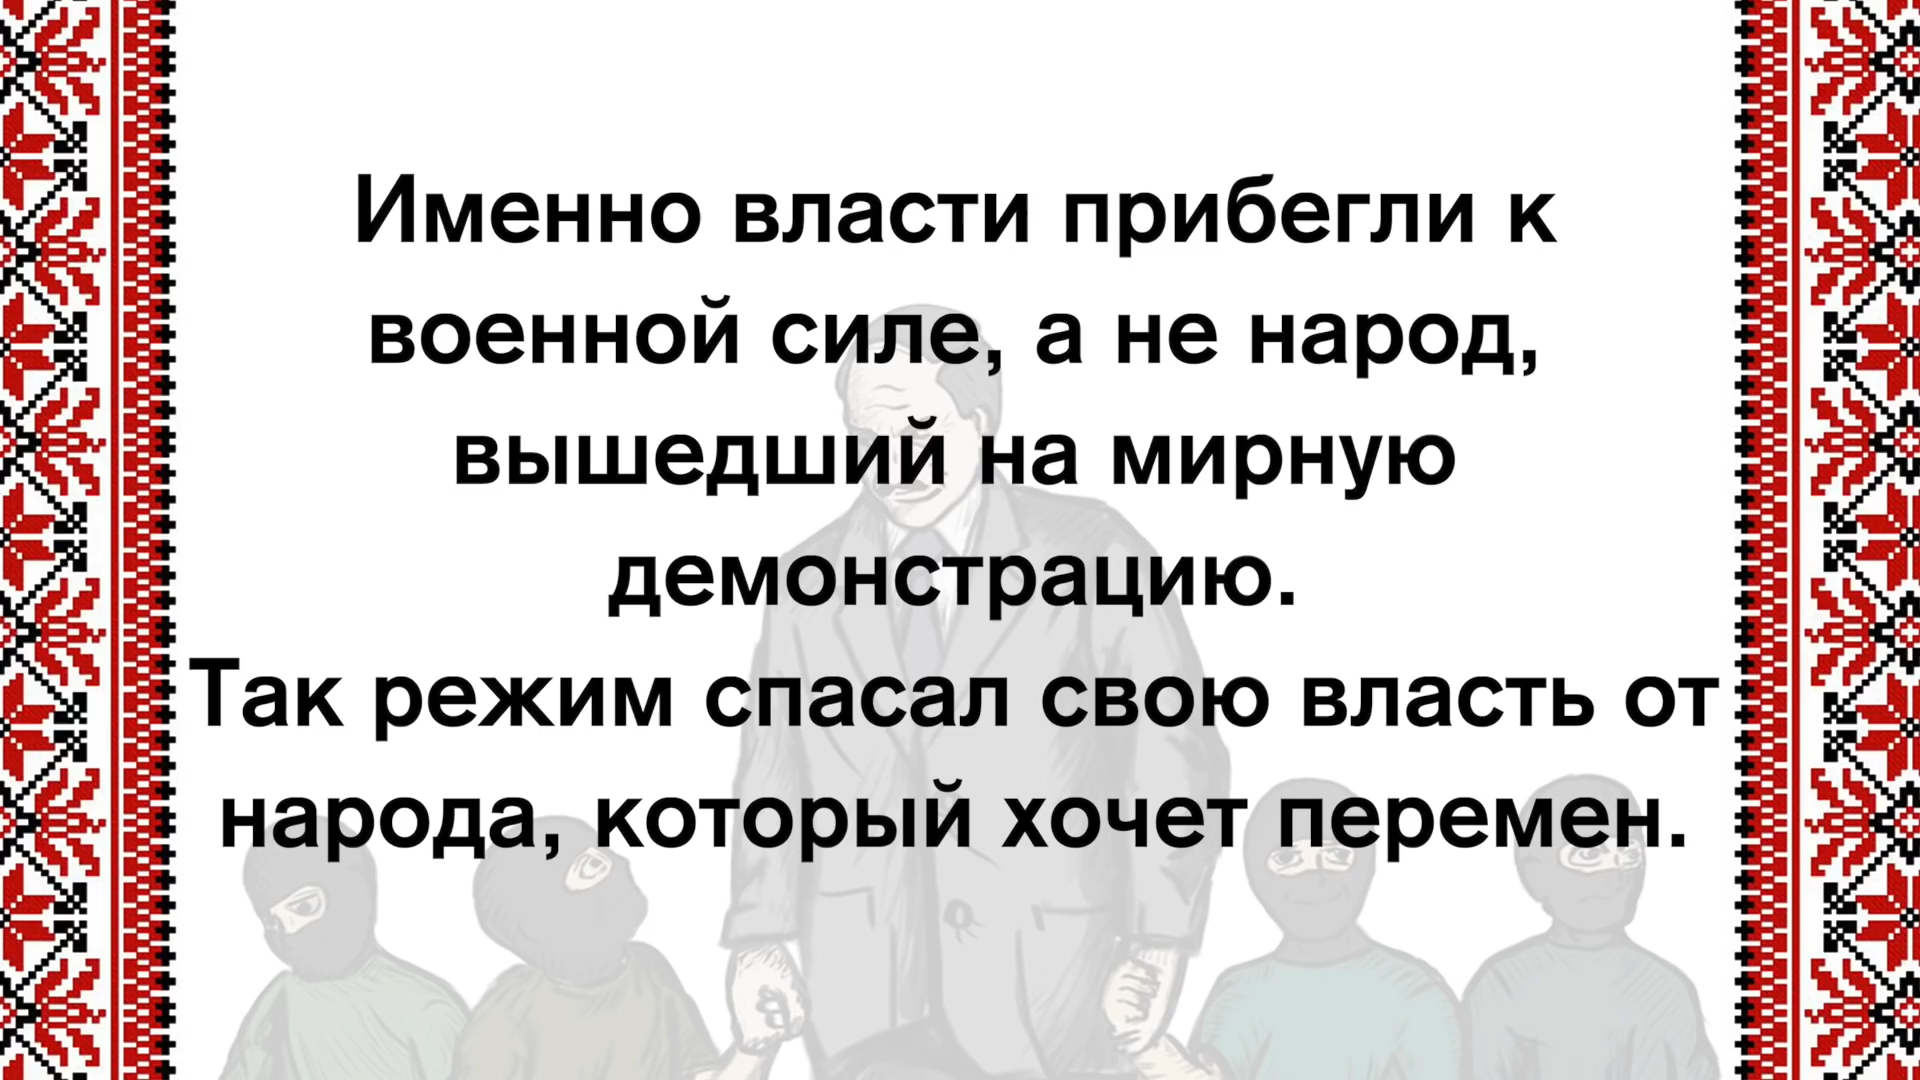 Именно власти прибегли к
военной силе, а не народ,
вышедший на мирную
демонстрацию.
Так режим спасал свою власть от
народа, который хочет перемен.